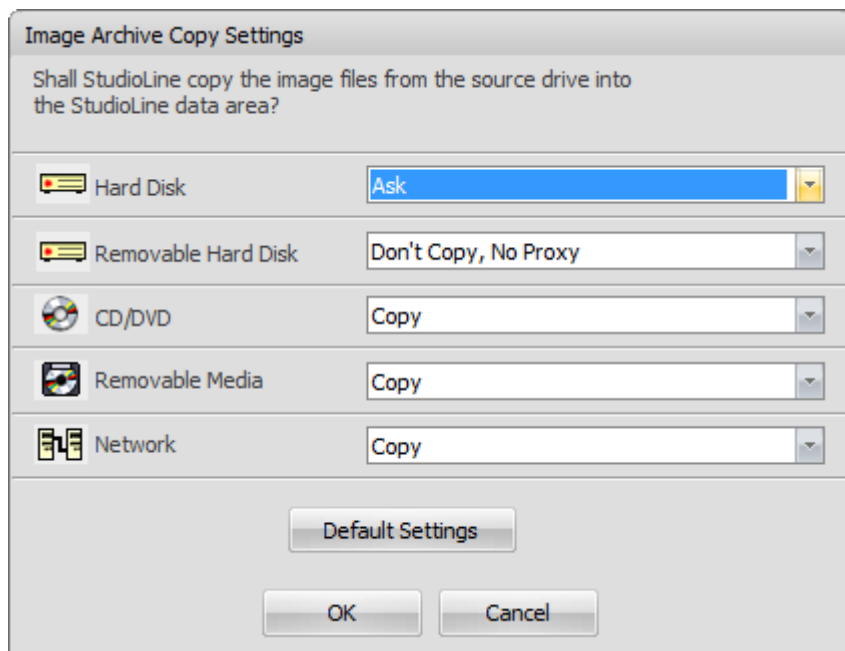 Image Archive Copy Settings
Shall StudioLine copy the image files from the source drive into
the StudioLine data area?
Hard Disk
Ask
Removable Hard Disk
Don't Copy, No Proxy
CD/DVD
Copy
Removable Media
Copy
Network
Copy
Default Settings
OK
Cancel